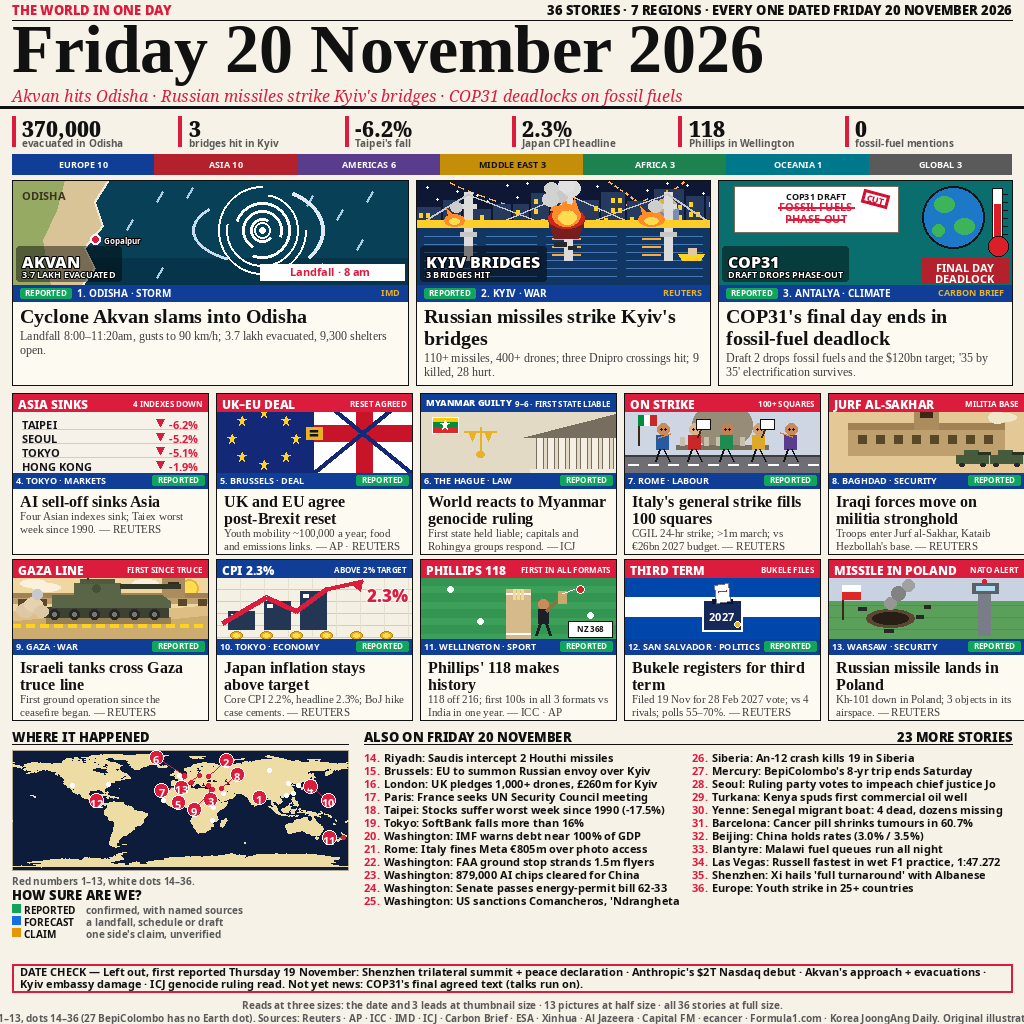 THE WORLD IN ONE DAY
36 STORIES · 7 REGIONS · EVERY ONE DATED FRIDAY 20 NOVEMBER 2026
Friday 20 November 2026
Akvan hits Odisha · Russian missiles strike Kyiv's bridges · COP31 deadlocks on fossil fuels
370,000
evacuated in Odisha
3
bridges hit in Kyiv
-6.2%
Taipei's fall
2.3%
Japan CPI headline
118
Phillips in Wellington
0
fossil-fuel mentions
EUROPE 10
ASIA 10
AMERICAS 6
MIDDLE EAST 3
AFRICA 3
OCEANIA 1
GLOBAL 3
ODISHA
Gopalpur
AKVAN
3.7 LAKH EVACUATED
Landfall · 8 am
REPORTED 1. ODISHA · STORM IMD
Cyclone Akvan slams into Odisha
Landfall 8:00–11:20am, gusts to 90 km/h; 3.7 lakh evacuated, 9,300 shelters
open.
KYIV BRIDGES
3 BRIDGES HIT
REPORTED 2. KYIV · WAR REUTERS
Russian missiles strike Kyiv's
bridges
110+ missiles, 400+ drones; three Dnipro crossings hit; 9
killed, 28 hurt.
COP31 DRAFT
FOSSIL FUELS
PHASE-OUT
CUT
COP31
DRAFT DROPS PHASE-OUT
FINAL DAY
DEADLOCK
REPORTED 3. ANTALYA · CLIMATE CARBON BRIEF
COP31's final day ends in
fossil-fuel deadlock
Draft 2 drops fossil fuels and the $120bn target; '35 by
35' electrification survives.
ASIA SINKS 4 INDEXES DOWN
TAIPEI -6.2%
SEOUL -5.2%
TOKYO -5.1%
HONG KONG -1.9%
4. TOKYO · MARKETS REPORTED
AI sell-off sinks Asia
Four Asian indexes sink; Taiex worst
week since 1990. — REUTERS
UK–EU DEAL RESET AGREED
=
5. BRUSSELS · DEAL REPORTED
UK and EU agree
post-Brexit reset
Youth mobility ~100,000 a year; food
and emissions links. — AP · REUTERS
MYANMAR GUILTY 9–6 · FIRST STATE LIABLE
6. THE HAGUE · LAW REPORTED
World reacts to Myanmar
genocide ruling
First state held liable; capitals and
Rohingya groups respond. — ICJ
ON STRIKE 100+ SQUARES
7. ROME · LABOUR REPORTED
Italy's general strike fills
100 squares
CGIL 24-hr strike; >1m march; vs
€26bn 2027 budget. — REUTERS
JURF AL-SAKHAR MILITIA BASE
8. BAGHDAD · SECURITY REPORTED
Iraqi forces move on
militia stronghold
Troops enter Jurf al-Sakhar, Kataib
Hezbollah's base. — REUTERS
GAZA LINE FIRST SINCE TRUCE
9. GAZA · WAR REPORTED
Israeli tanks cross Gaza
truce line
First ground operation since the
ceasefire began. — REUTERS
CPI 2.3% ABOVE 2% TARGET
2.3%
10. TOKYO · ECONOMY REPORTED
Japan inflation stays
above target
Core CPI 2.2%, headline 2.3%; BoJ hike
case cements. — REUTERS
PHILLIPS 118 FIRST IN ALL FORMATS
NZ 368
11. WELLINGTON · SPORT REPORTED
Phillips' 118 makes
history
118 off 216; first 100s in all 3 formats vs
India in one year. — ICC · AP
THIRD TERM BUKELE FILES
2027
12. SAN SALVADOR · POLITICS REPORTED
Bukele registers for third
term
Filed 19 Nov for 28 Feb 2027 vote; vs 4
rivals; polls 55–70%. — REUTERS
MISSILE IN POLAND NATO ALERT
13. WARSAW · SECURITY REPORTED
Russian missile lands in
Poland
Kh-101 down in Poland; 3 objects in its
airspace. — REUTERS
WHERE IT HAPPENED
6
2
8
7
13
5
3
9
1
4
10
12
11
Red numbers 1–13, white dots 14–36.
HOW SURE ARE WE?
REPORTED confirmed, with named sources
FORECAST a landfall, schedule or draft
CLAIM one side's claim, unverified
ALSO ON FRIDAY 20 NOVEMBER 23 MORE STORIES
14. Riyadh: Saudis intercept 2 Houthi missiles
15. Brussels: EU to summon Russian envoy over Kyiv
16. London: UK pledges 1,000+ drones, £260m for Kyiv
17. Paris: France seeks UN Security Council meeting
18. Taipei: Stocks suffer worst week since 1990 (-17.5%)
19. Tokyo: SoftBank falls more than 16%
20. Washington: IMF warns debt near 100% of GDP
21. Rome: Italy fines Meta €805m over photo access
22. Washington: FAA ground stop strands 1.5m flyers
23. Washington: 879,000 AI chips cleared for China
24. Washington: Senate passes energy-permit bill 62-33
25. Washington: US sanctions Comancheros, 'Ndrangheta
26. Siberia: An-12 crash kills 19 in Siberia
27. Mercury: BepiColombo's 8-yr trip ends Saturday
28. Seoul: Ruling party votes to impeach chief justice Jo
29. Turkana: Kenya spuds first commercial oil well
30. Yenne: Senegal migrant boat: 4 dead, dozens missing
31. Barcelona: Cancer pill shrinks tumours in 60.7%
32. Beijing: China holds rates (3.0% / 3.5%)
33. Blantyre: Malawi fuel queues run all night
34. Las Vegas: Russell fastest in wet F1 practice, 1:47.272
35. Shenzhen: Xi hails 'full turnaround' with Albanese
36. Europe: Youth strike in 25+ countries
DATE CHECK — Left out, first reported Thursday 19 November: Shenzhen trilateral summit + peace declaration · Anthropic's $2T Nasdaq debut · Akvan's approach + evacuations ·
Kyiv embassy damage · ICJ genocide ruling read. Not yet news: COP31's final agreed text (talks run on).
Reads at three sizes: the date and 3 leads at thumbnail size · 13 pictures at half size · all 36 stories at full size.
1–13, dots 14–36 (27 BepiColombo has no Earth dot). Sources: Reuters · AP · ICC · IMD · ICJ · Carbon Brief · ESA · Xinhua · Al Jazeera · Capital FM · ecancer · Formula1.com · Korea JoongAng Daily. Original illustrat